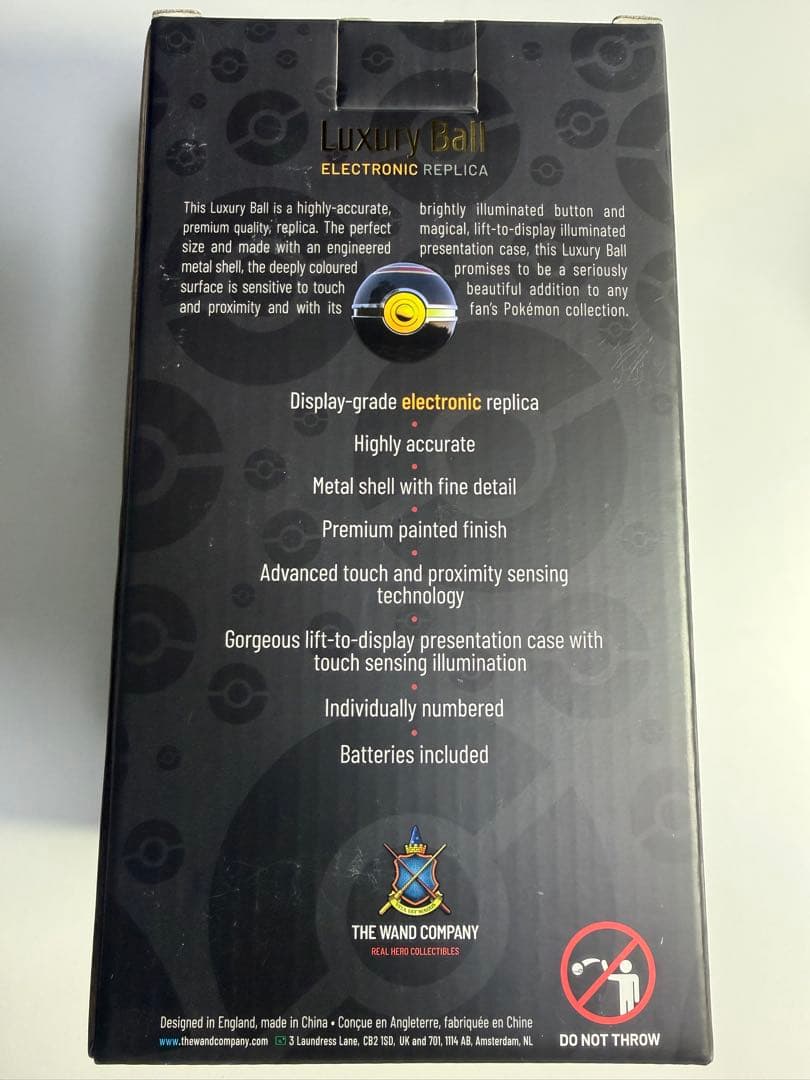 Luxury Ball
ELECTRONIC REPLICA
This Luxury Ball is a highly-accurate,
premium quality, replica. The perfect
size and made with an engineered
metal shell, the deeply coloured
surface is sensitive to touch
and proximity and with its
brightly illuminated button and
magical, lift-to-display illuminated
presentation case, this Luxury Ball
promises to be a seriously
beautiful addition to any
fan's Pokémon collection.
Display-grade electronic replica
Highly accurate
Metal shell with fine detail
Premium painted finish
Advanced touch and proximity sensing
technology
Gorgeous lift-to-display presentation case with
touch sensing illumination
Individually numbered
Batteries included
THE WAND COMPANY
REAL HERO COLLECTIBLES
Designed in England, made in China • Conçue en Angleterre, fabriquée en Chine
www.thewandcompany.com 3 Laundress Lane, CB2 1SD, UK and 701, 1114 AB, Amsterdam, NL
DO NOT THROW